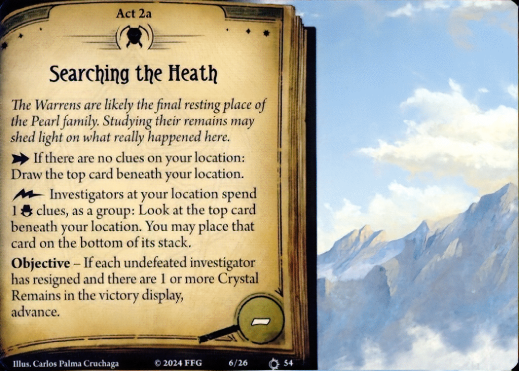 Act 2a
Searching the Heath
The Warrens are likely the final resting place of
the Pearl family. Studying their remains may
shed light on what really happened here.
If there are no clues on your location:
Draw the top card beneath your location.
Investigators at your location spend
1 clues, as a group: Look at the top card
beneath your location. You may place that
card on the bottom of its stack.
Objective – If each undefeated investigator
has resigned and there are 1 or more Crystal
Remains in the victory display,
advance.
–
Illus. Carlos Palma Cruchaga © 2024 FFG 6/26 54